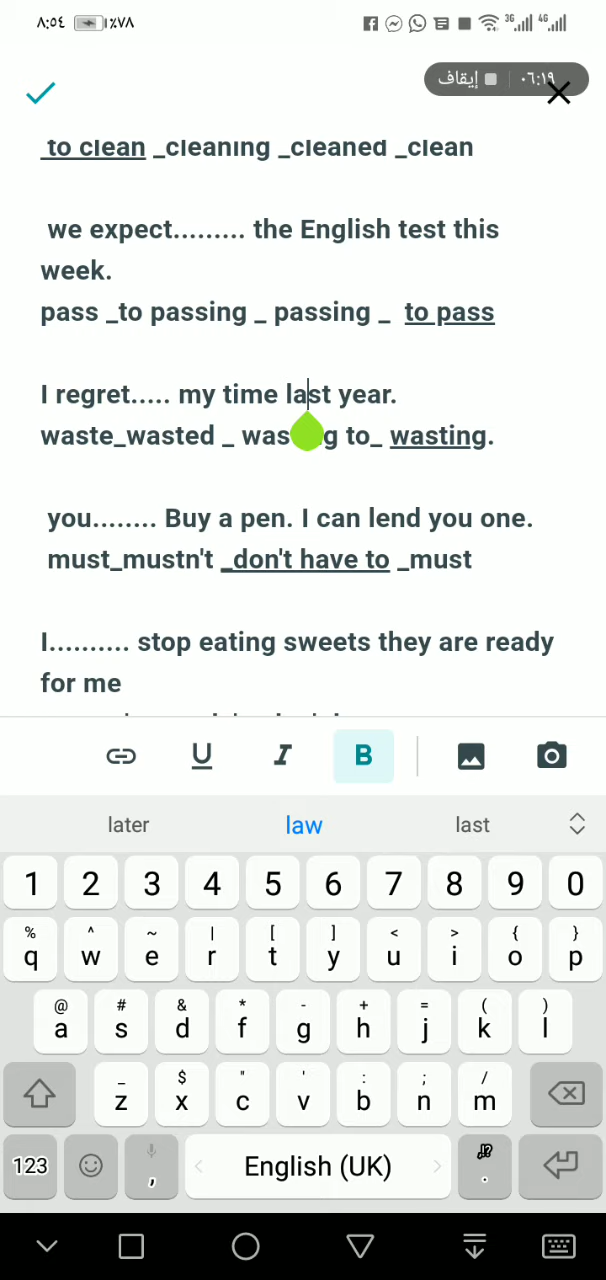 ٨:٥٤ ٪٧٨
3G 4G
إيقاف ٠٦:١٩
_to clean _cleaning _cleaned _clean
we expect......... the English test this
week.
pass _to passing _ passing _ to pass
I regret..... my time last year.
waste_wasted _ was g to_ wasting.
you........ Buy a pen. I can lend you one.
must_mustn't _don't have to _must
I.......... stop eating sweets they are ready
for me
U I B
later law last
1 2 3 4 5 6 7 8 9 0
% ^ ~ | [ ] < > { }
q w e r t y u i o p
@ # & * - + = ( )
a s d f g h j k l
_ $ " ' : ; /
z x c v b n m
123 , English (UK) .